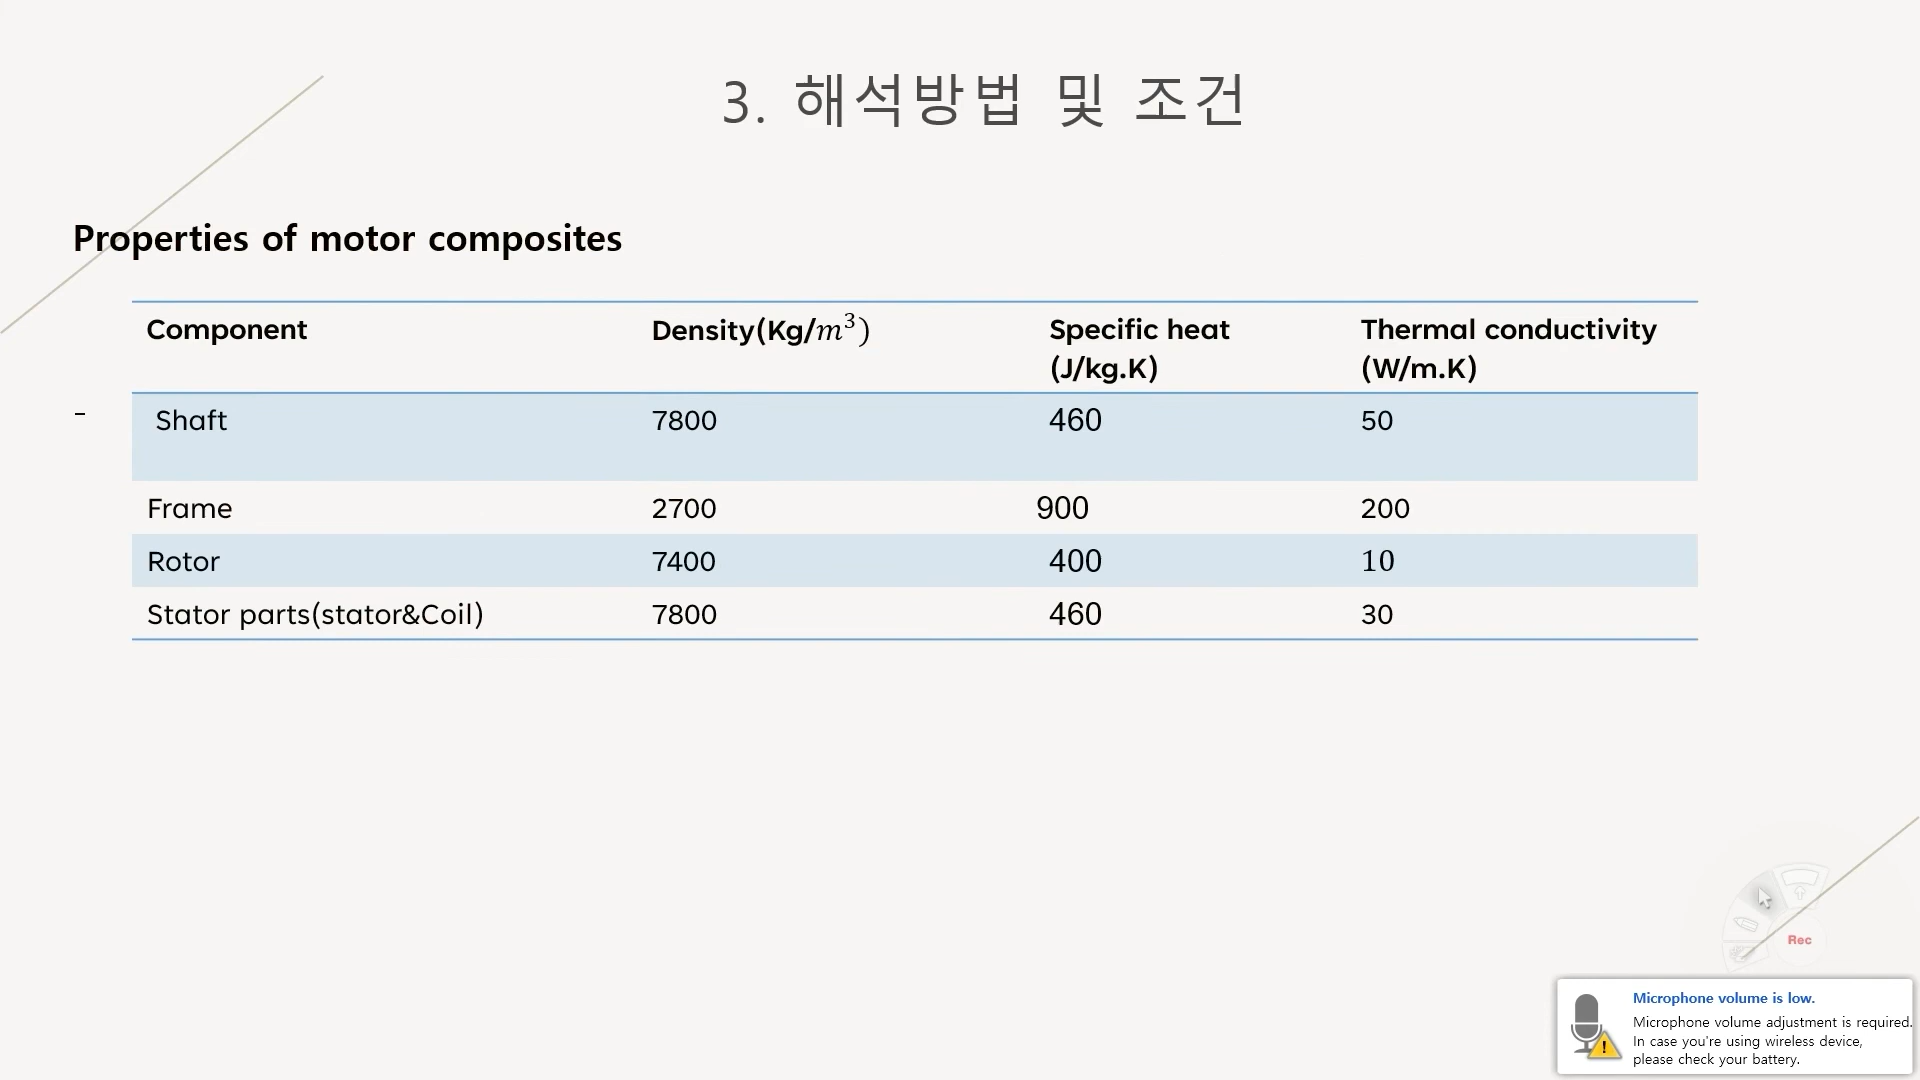 3. 해석방법 및 조건
Properties of motor composites
Component Density(Kg/m³) Specific heat (J/kg.K) Thermal conductivity (W/m.K)
-
Shaft 7800 460 50
Frame 2700 900 200
Rotor 7400 400 10
Stator parts(stator&Coil) 7800 460 30
Rec
Microphone volume is low.
Microphone volume adjustment is required.
In case you're using wireless device,
please check your battery.